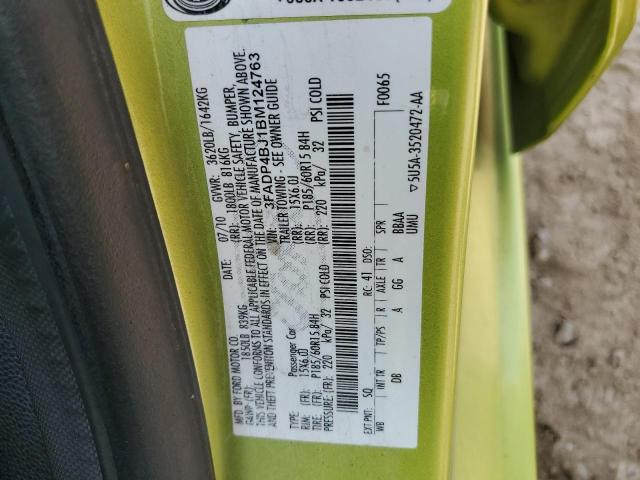 MFD. BY FORD MOTOR CO. DATE: 07/10 GVWR: 3620LB/1642KG
1850LB 839KG (RR): 1800LB 816KG
THIS VEHICLE CONFORMS TO ALL APPLICABLE FEDERAL MOTOR VEHICLE SAFETY, BUMPER,
AND THEFT PREVENTION STANDARDS IN EFFECT ON THE DATE OF MANUFACTURE SHOWN ABOVE.
VIN: 3FADP4BJ1BM124763
TYPE: Passenger Car TRAILER TOWING - SEE OWNER GUIDE
RIM: (FR): 15X6.0J (RR): 15X6.0J
TIRE: (FR): P185/60R15 84H (RR): P185/60R15 84H
PRESSURE: (FR): 220 kPa/ 32 PSI COLD (RR): 220 kPa/ 32 PSI COLD
EXT PNT: SQ RC: 41 DSO: F0065
WB INT TR TP/PS R AXLE TR SPR
DB A GG A BBAA
UMU
▽5U5A-3520472-AA